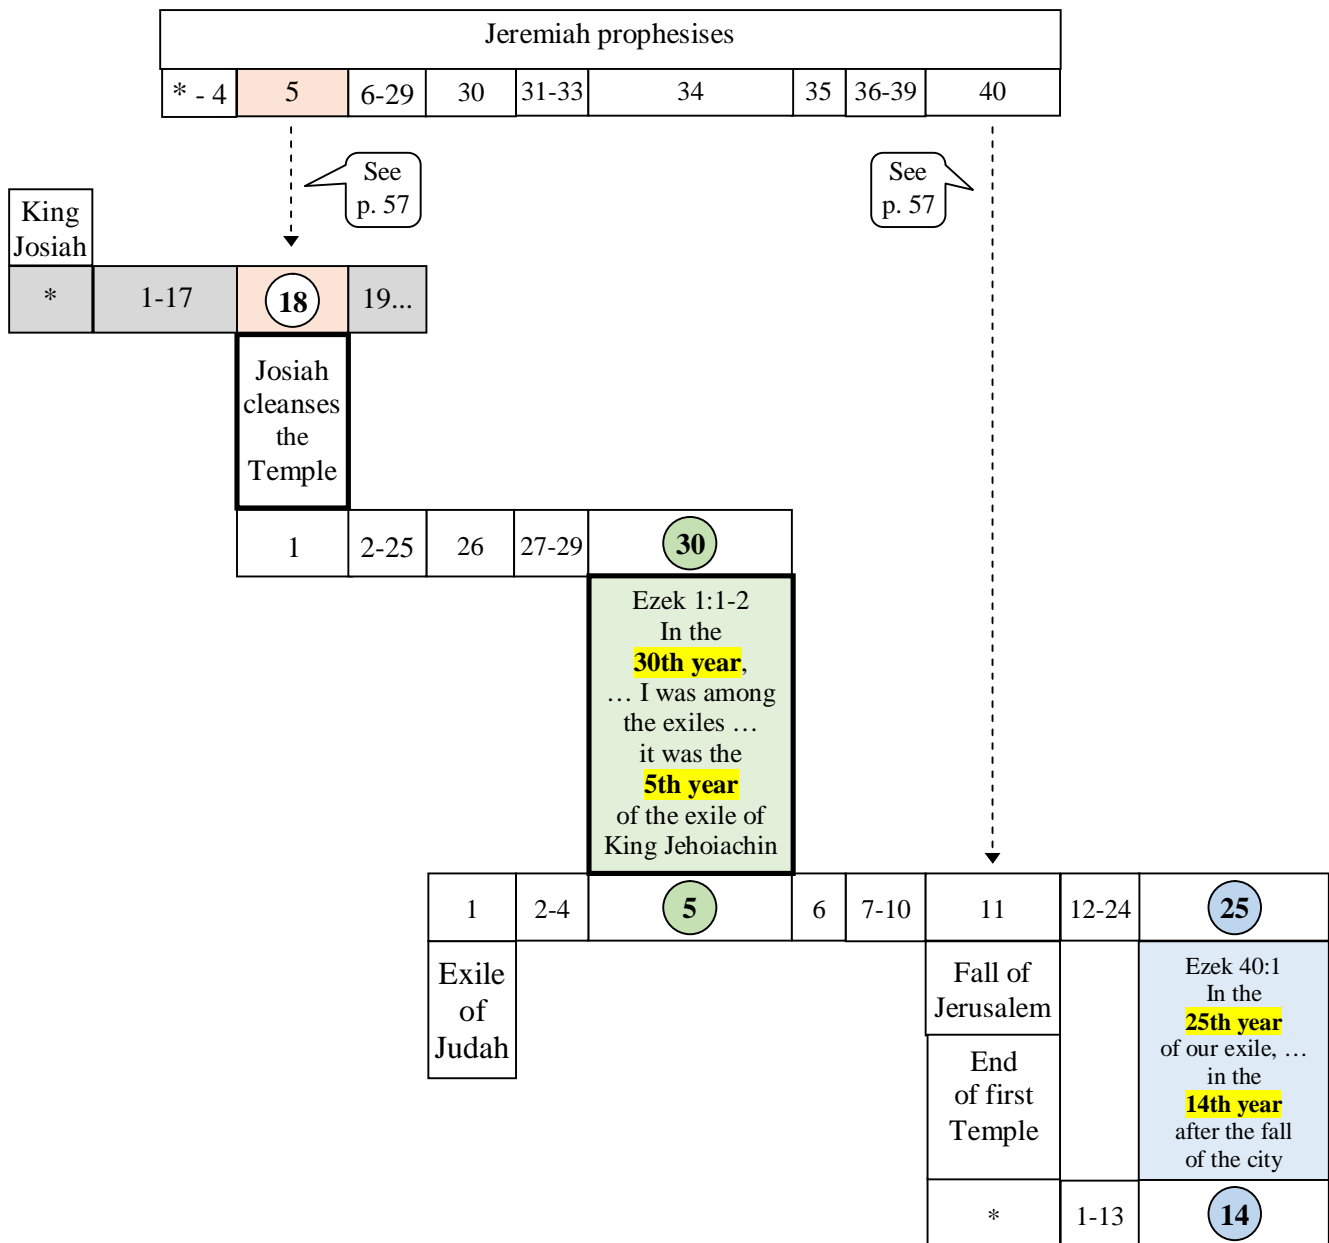 Jeremiah prophesises
* - 4 5 6-29 30 31-33 34 35 36-39 40
See
p. 57
See
p. 57
King
Josiah
* 1-17 18 19...
Josiah
cleanses
the
Temple
1 2-25 26 27-29 30
Ezek 1:1-2
In the
30th year,
… I was among
the exiles …
it was the
5th year
of the exile of
King Jehoiachin
1 2-4 5 6 7-10 11 12-24 25
Exile
of
Judah
Fall of
Jerusalem
End
of first
Temple
Ezek 40:1
In the
25th year
of our exile, …
in the
14th year
after the fall
of the city
* 1-13 14